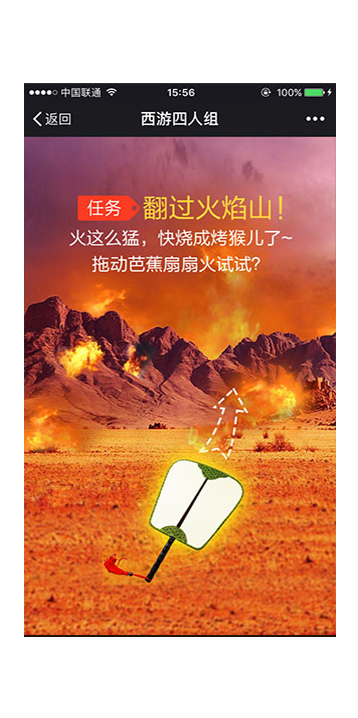 中国联通 15:56 100%
返回 西游四人组
任务 翻过火焰山！
火这么猛，快烧成烤猴儿了~
拖动芭蕉扇扇火试试？